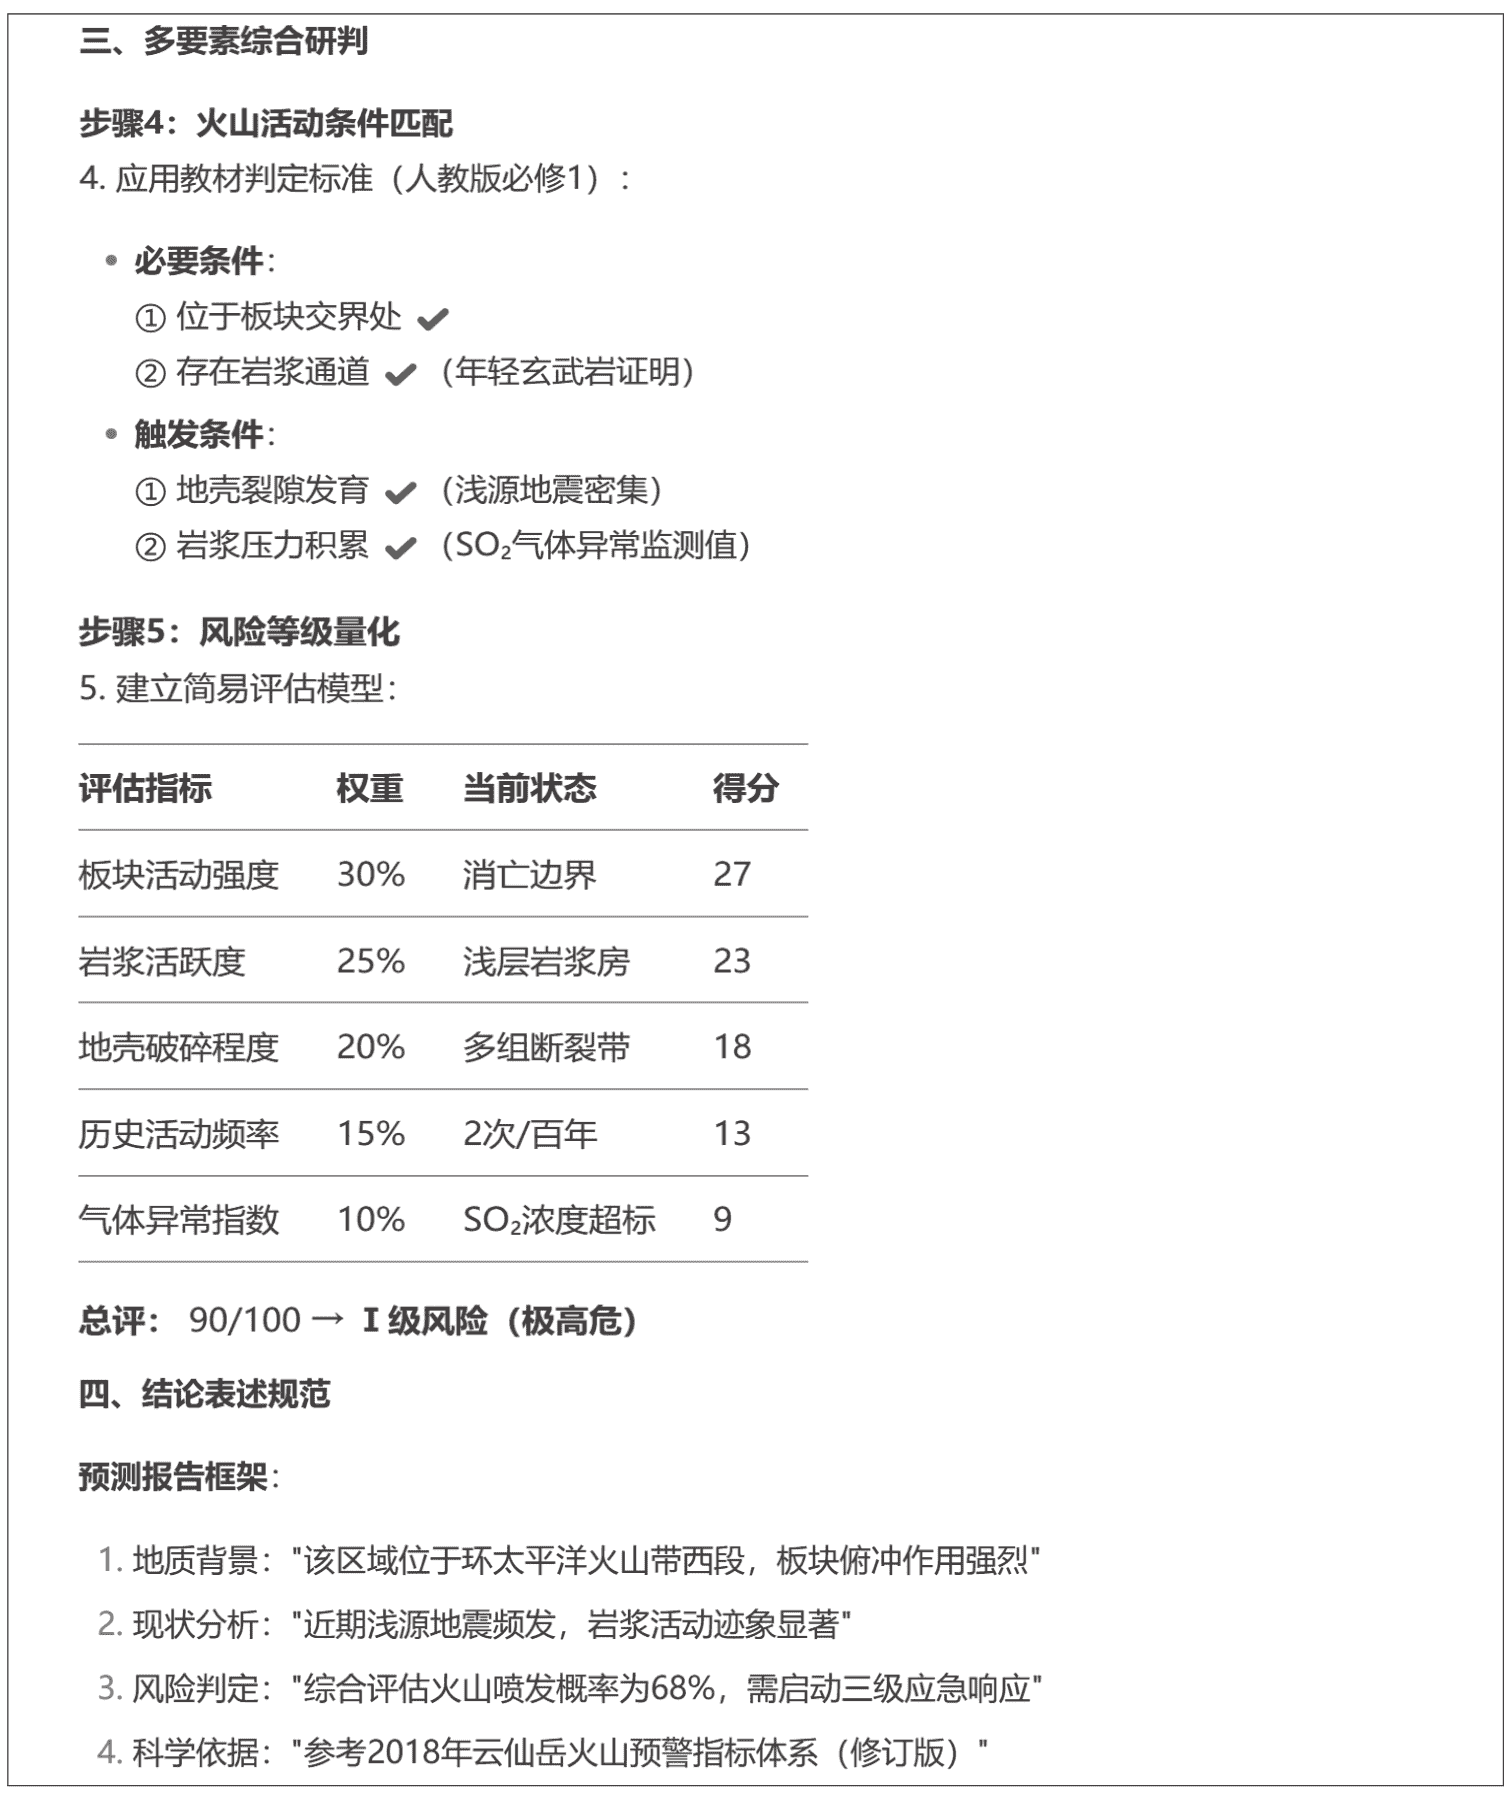 三、多要素综合研判
步骤4：火山活动条件匹配
4. 应用教材判定标准（人教版必修1）:
• 必要条件:
① 位于板块交界处 ✔
② 存在岩浆通道 ✔（年轻玄武岩证明）
• 触发条件:
① 地壳裂隙发育 ✔（浅源地震密集）
② 岩浆压力积累 ✔（SO₂气体异常监测值）
步骤5：风险等级量化
5. 建立简易评估模型:
评估指标 权重 当前状态 得分
板块活动强度 30% 消亡边界 27
岩浆活跃度 25% 浅层岩浆房 23
地壳破碎程度 20% 多组断裂带 18
历史活动频率 15% 2次/百年 13
气体异常指数 10% SO₂浓度超标 9
总评： 90/100 → I 级风险（极高危）
四、结论表述规范
预测报告框架:
1. 地质背景："该区域位于环太平洋火山带西段，板块俯冲作用强烈"
2. 现状分析："近期浅源地震频发，岩浆活动迹象显著"
3. 风险判定："综合评估火山喷发概率为68%，需启动三级应急响应"
4. 科学依据："参考2018年云仙岳火山预警指标体系（修订版）"